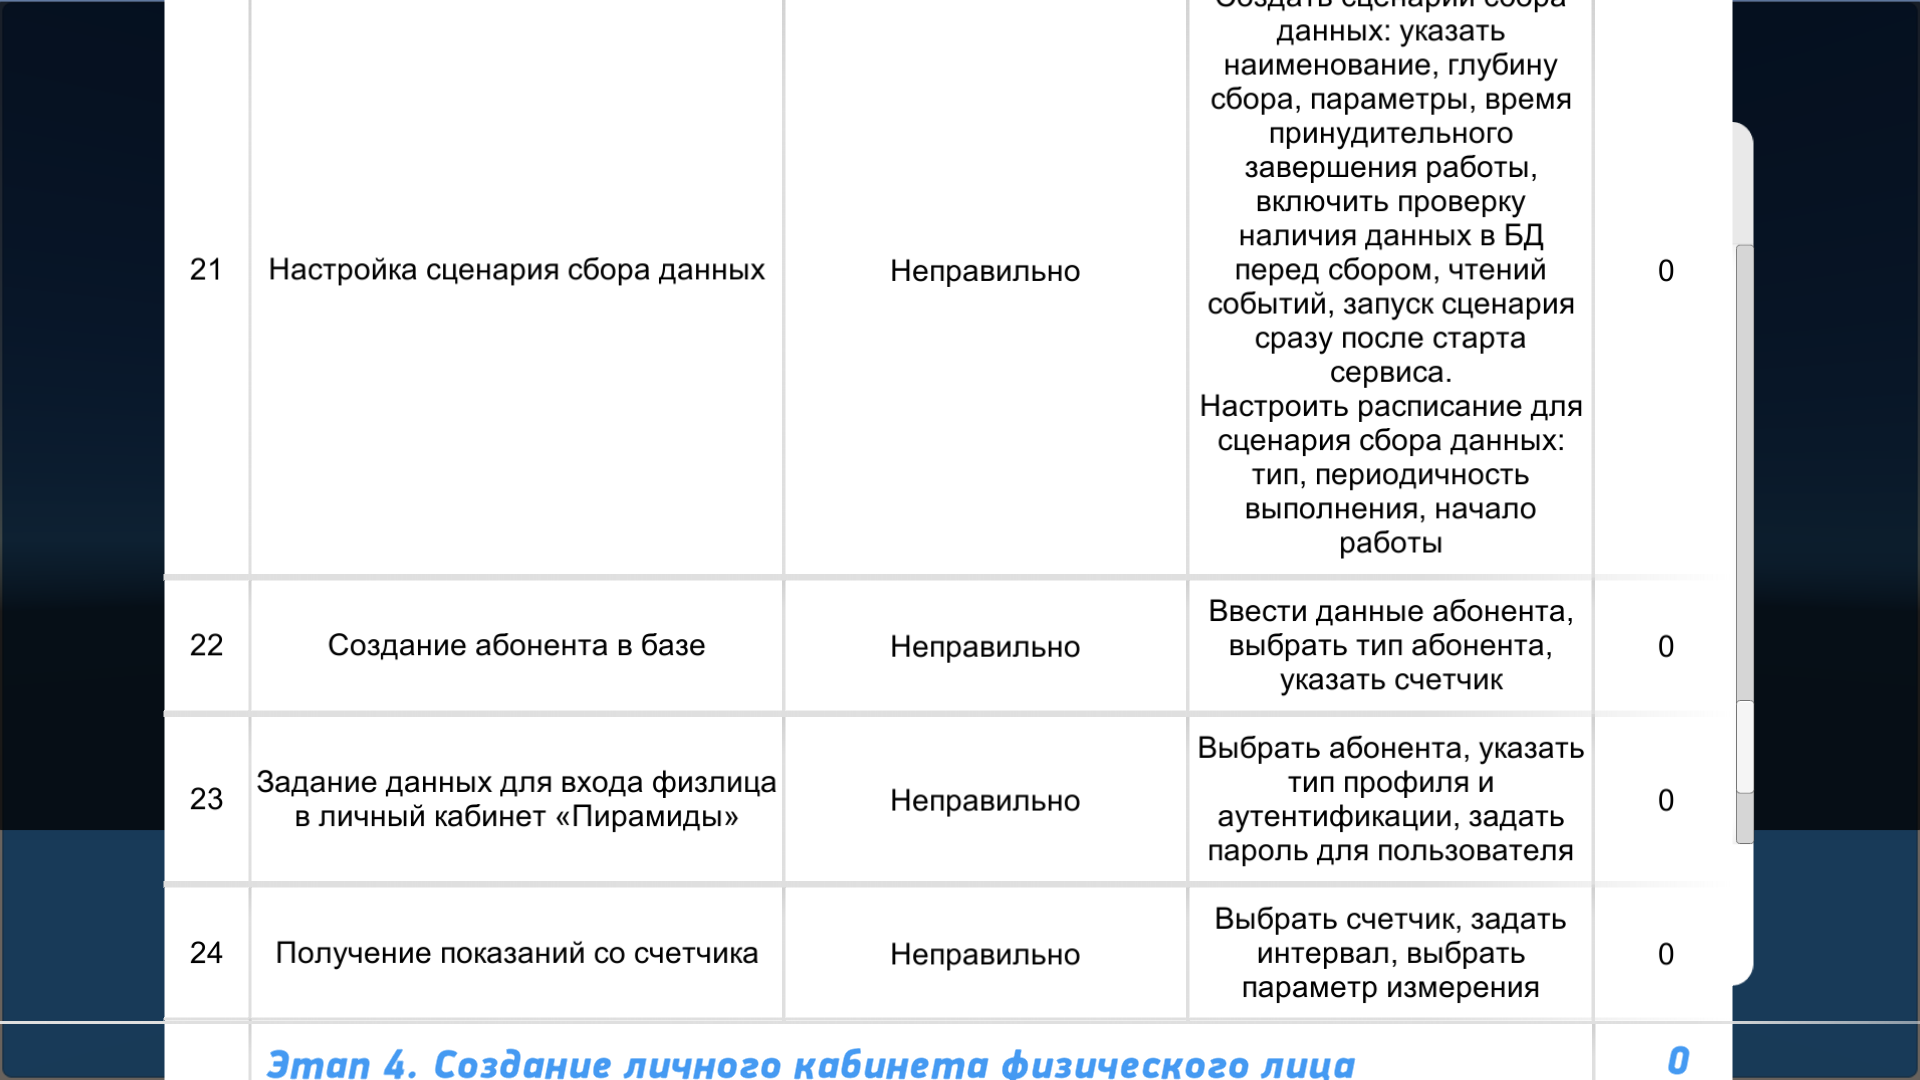 Создать сценарий сбора
данных: указать
наименование, глубину
сбора, параметры, время
принудительного
завершения работы,
включить проверку
наличия данных в БД
перед сбором, чтений
событий, запуск сценария
сразу после старта
сервиса.
Настроить расписание для
сценария сбора данных:
тип, периодичность
выполнения, начало
работы
21
Настройка сценария сбора данных
Неправильно
0
22
Создание абонента в базе
Неправильно
Ввести данные абонента,
выбрать тип абонента,
указать счетчик
0
23
Задание данных для входа физлица
в личный кабинет «Пирамиды»
Неправильно
Выбрать абонента, указать
тип профиля и
аутентификации, задать
пароль для пользователя
0
24
Получение показаний со счетчика
Неправильно
Выбрать счетчик, задать
интервал, выбрать
параметр измерения
0
Этап 4. Создание личного кабинета физического лица
0